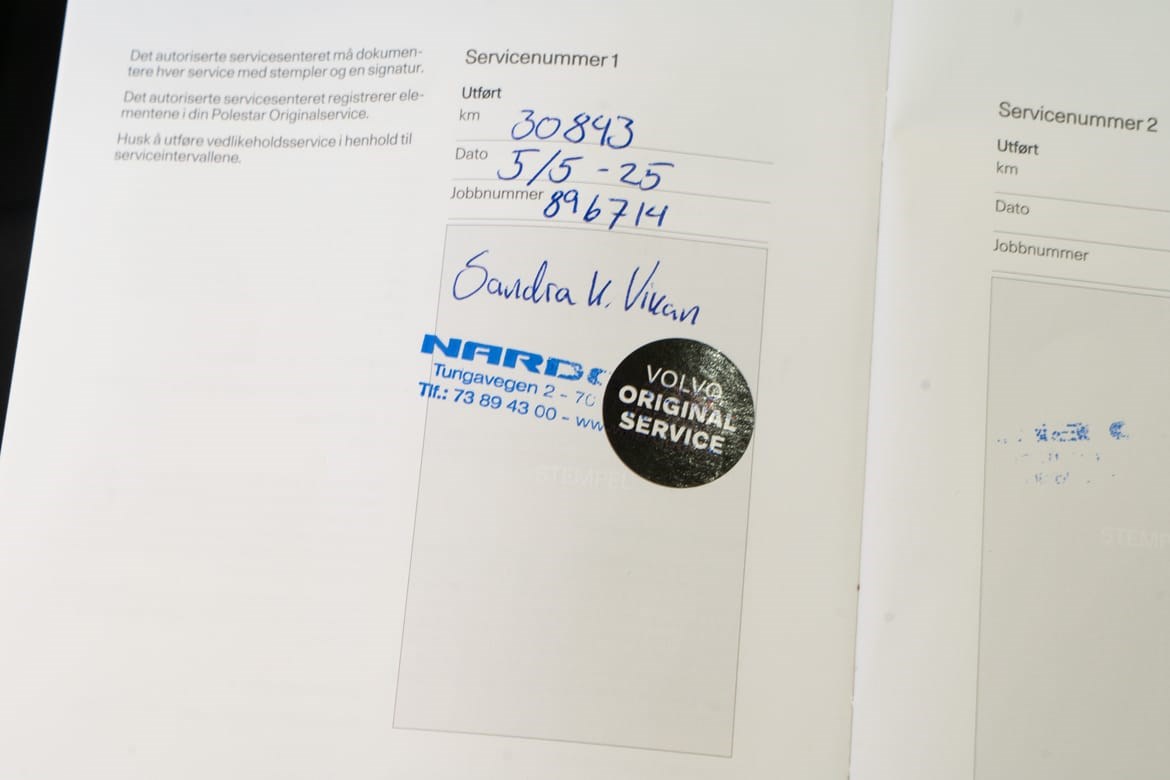 Det autoriserte servicesenteret må dokumen-
tere hver service med stempler og en signatur.
Det autoriserte servicesenteret registrerer ele-
mentene i din Polestar Originalservice.
Husk å utføre vedlikeholdsservice i henhold til
serviceintervallene.
Servicenummer 1
Utført
km 30843
Dato 5/5 - 25
Jobbnummer 896714
Sandra K. Vikan
Tungavegen 2 - 70
Tlf.: 73 89 43 00 - ww
VOLVO
ORIGINAL
SERVICE
STEMPEL
Servicenummer 2
Utført
km
Dato
Jobbnummer
STEMP